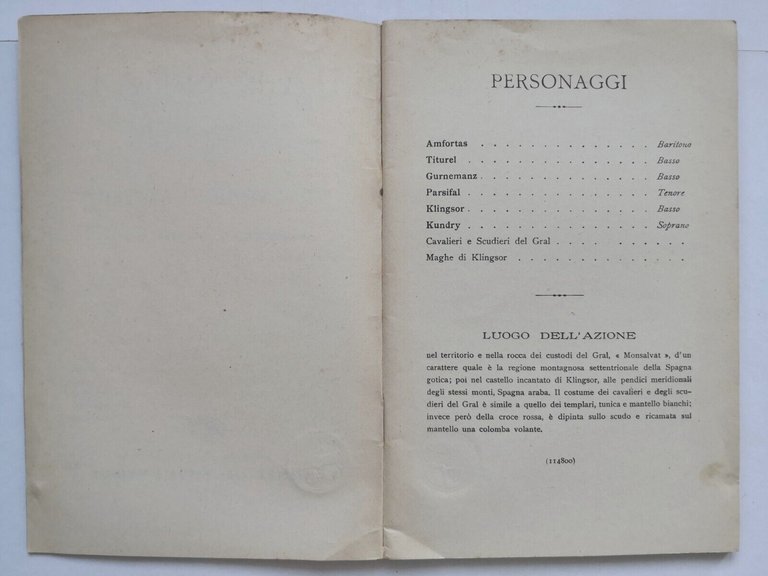 PERSONAGGI
Amfortas . . . . . . . . . . . . . . Baritono
Titurel . . . . . . . . . . . . . . . Basso
Gurnemanz . . . . . . . . . . . . . . Basso
Parsifal . . . . . . . . . . . . . . . Tenore
Klingsor . . . . . . . . . . . . . . . Basso
Kundry . . . . . . . . . . . . . . . Soprano
Cavalieri e Scudieri del Gral . . . . . . . .
Maghe di Klingsor . . . . . . . . . . .
LUOGO DELL'AZIONE
nel territorio e nella rocca dei custodi del Gral, « Monsalvat », d'un
carattere quale è la regione montagnosa settentrionale della Spagna
gotica; poi nel castello incantato di Klingsor, alle pendici meridionali
degli stessi monti, Spagna araba. Il costume dei cavalieri e degli scu-
dieri del Gral è simile a quello dei templari, tunica e mantello bianchi;
invece però della croce rossa, è dipinta sullo scudo e ricamata sul
mantello una colomba volante.
(114800)